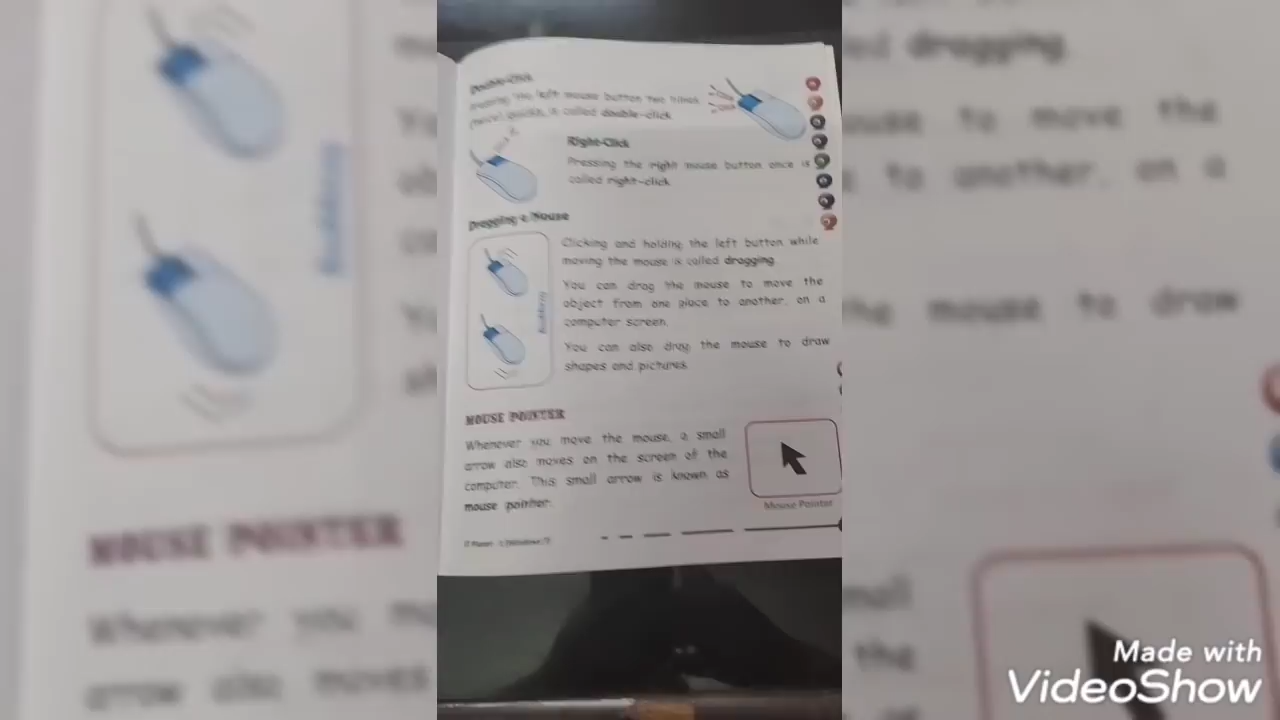 Double-Click
Pressing the left mouse button two times
(twice) quickly, is called double-click.
Right-Click
Pressing the right mouse button once is
called right-click.
Dragging a Mouse
Clicking and holding the left button while
moving the mouse is called dragging.
You can drag the mouse to move the
object from one place to another, on a
computer screen.
You can also drag the mouse to draw
shapes and pictures.
Dragging
MOUSE POINTER
Whenever you move the mouse, a small
arrow also moves on the screen of the
computer. This small arrow is known as
mouse pointer.
Mouse Pointer
Made with
VideoShow